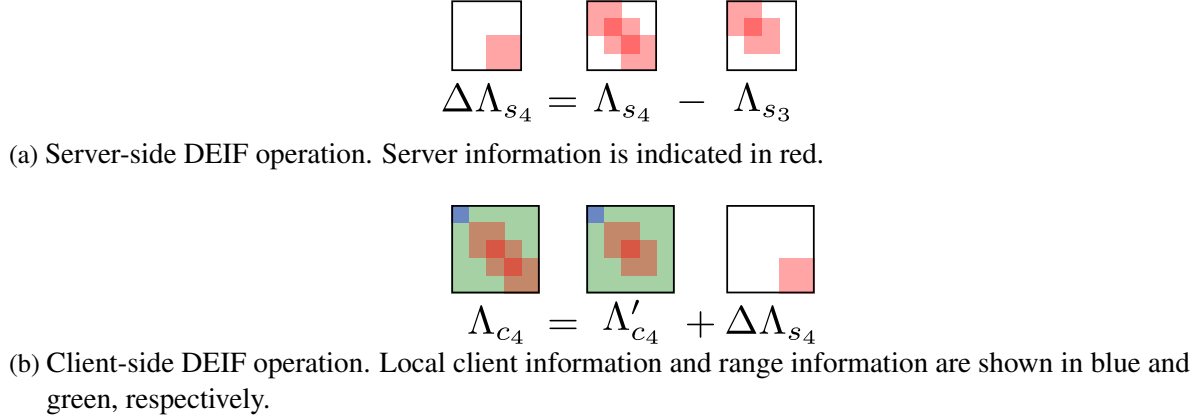 ΔΛ_{s_4} = Λ_{s_4} − Λ_{s_3}
(a) Server-side DEIF operation. Server information is indicated in red.
Λ_{c_4} = Λ'_{c_4} + ΔΛ_{s_4}
(b) Client-side DEIF operation. Local client information and range information are shown in blue and
green, respectively.